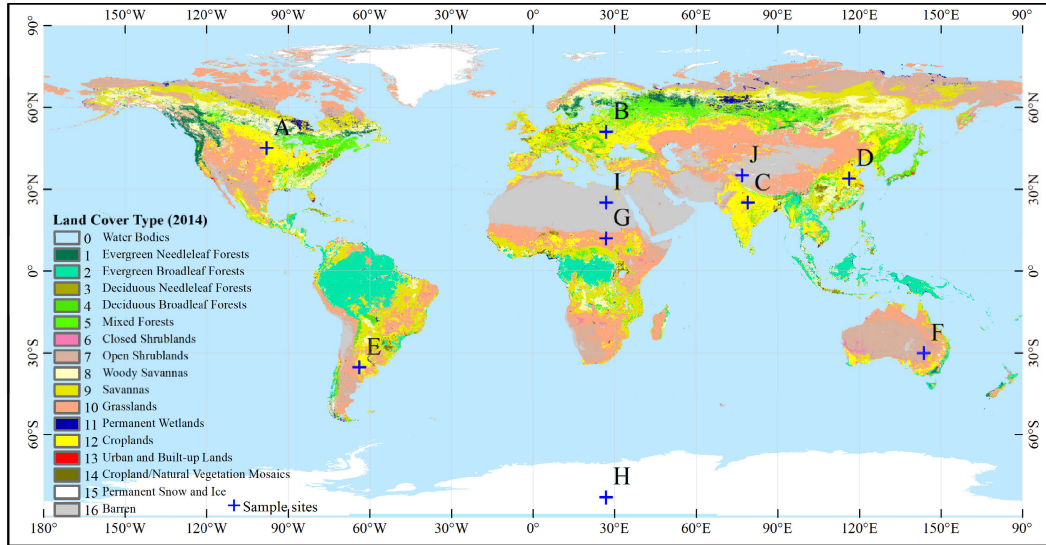 150°W 120°W 90°W 60°W 30°W 0° 30°E 60°E 90°E 120°E 150°E 90°E
90°N
60°N 60°N
B
A
J D
30°N 30°N
I C
G
Land Cover Type (2014)
0 Water Bodies
1 Evergreen Needleleaf Forests
2 Evergreen Broadleaf Forests
0° 0°
3 Deciduous Needleleaf Forests
4 Deciduous Broadleaf Forests
5 Mixed Forests
6 Closed Shrublands
F
E
7 Open Shrublands
30°S 30°S
8 Woody Savannas
9 Savannas
10 Grasslands
11 Permanent Wetlands
12 Croplands
60°S 60°S
13 Urban and Built-up Lands
14 Cropland/Natural Vegetation Mosaics
H
15 Permanent Snow and Ice
16 Barren
Sample sites
180° 150°W 120°W 90°W 60°W 30°W 0° 30°E 60°E 90°E 120°E 150°E 90°E